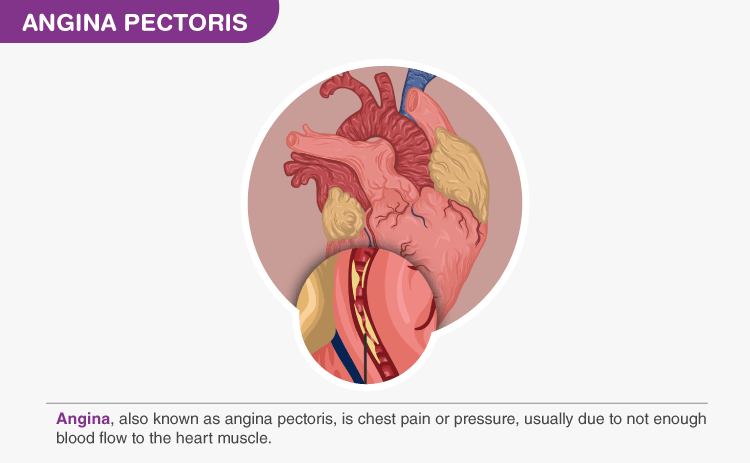 ANGINA PECTORIS
Angina, also known as angina pectoris, is chest pain or pressure, usually due to not enough
blood flow to the heart muscle.